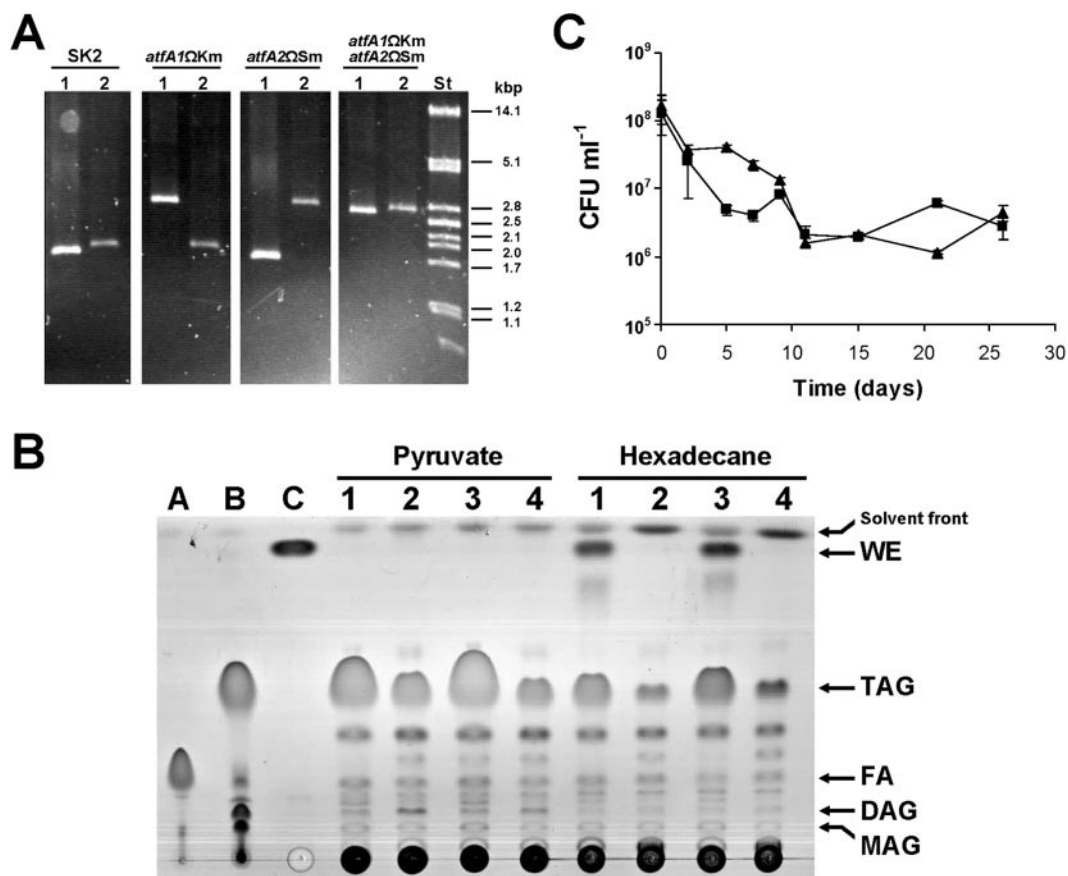 A
SK2
atfA1ΩKm
atfA2ΩSm
atfA1ΩKm
atfA2ΩSm
1 2 1 2 1 2 1 2 St kbp
14.1
5.1
2.8
2.5
2.1
2.0
1.7
1.2
1.1
C
CFU ml⁻¹
10⁹
10⁸
10⁷
10⁶
10⁵
0 5 10 15 20 25 30
Time (days)
B
Pyruvate Hexadecane
A B C 1 2 3 4 1 2 3 4
Solvent front
WE
TAG
FA
DAG
MAG